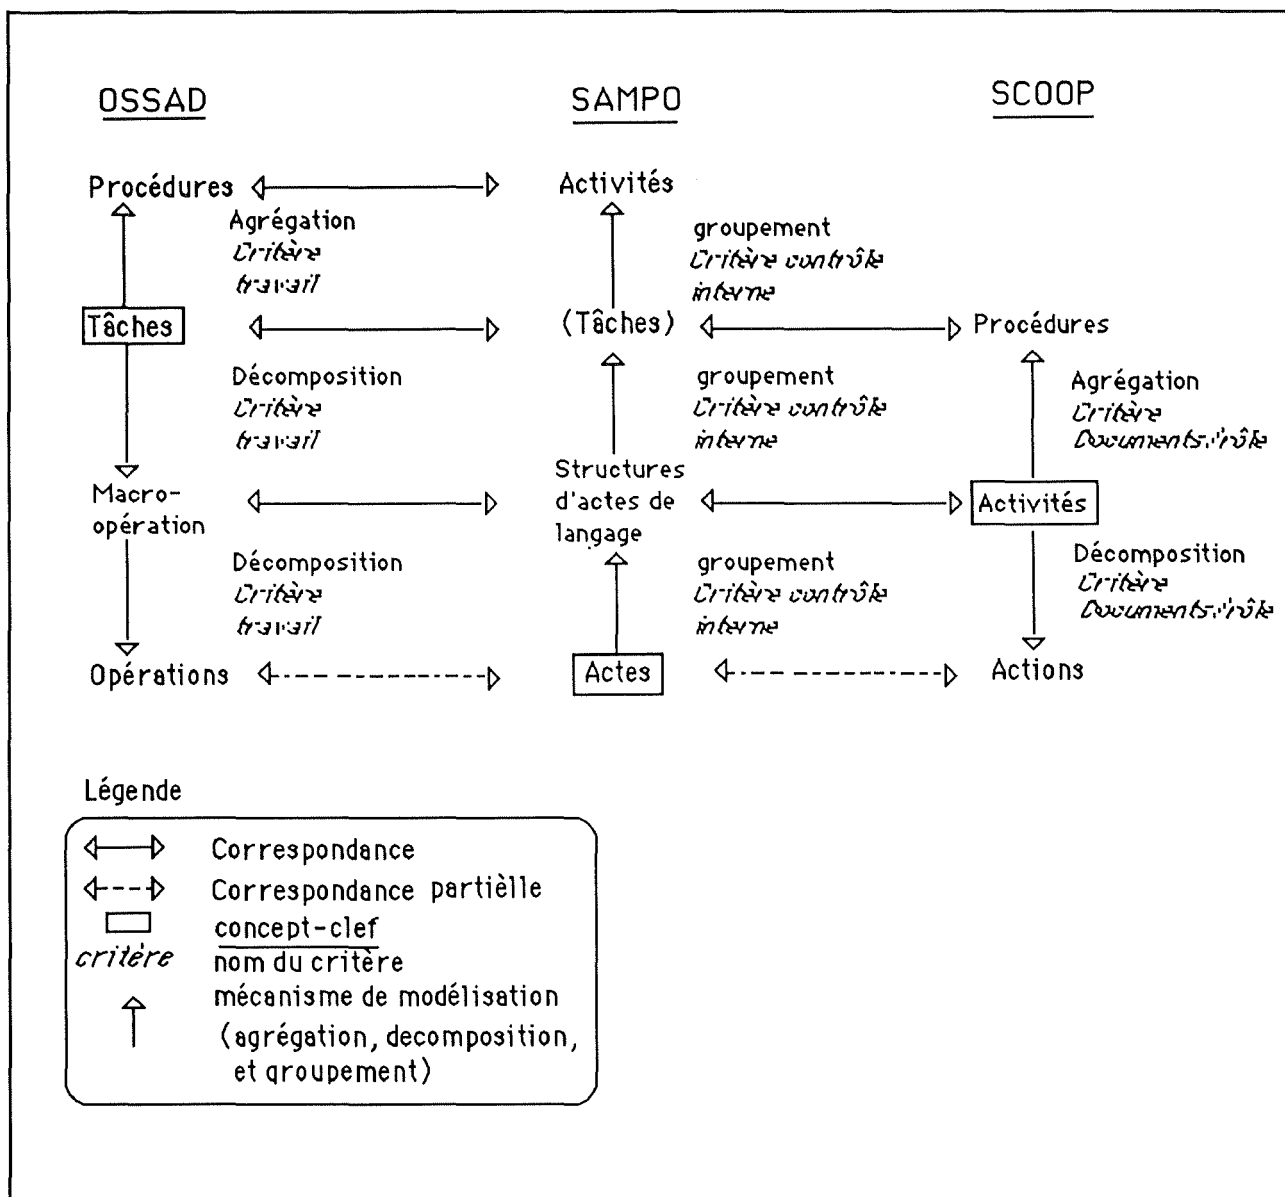 OSSAD SAMPO SCOOP
Procédures Activités
Agrégation
Critère
travail
groupement
Critère contrôle
interne
Tâches (Tâches) Procédures
Décomposition
Critère
travail
groupement
Critère contrôle
interne
Agrégation
Critère
Documents/rôle
Macro-
opération
Structures
d'actes de
langage
Activités
Décomposition
Critère
travail
groupement
Critère contrôle
interne
Décomposition
Critère
Documents/rôle
Opérations Actes Actions
Légende
Correspondance
Correspondance partièlle
concept-clef
critère nom du critère
mécanisme de modélisation
(agrégation, decomposition,
et groupement)